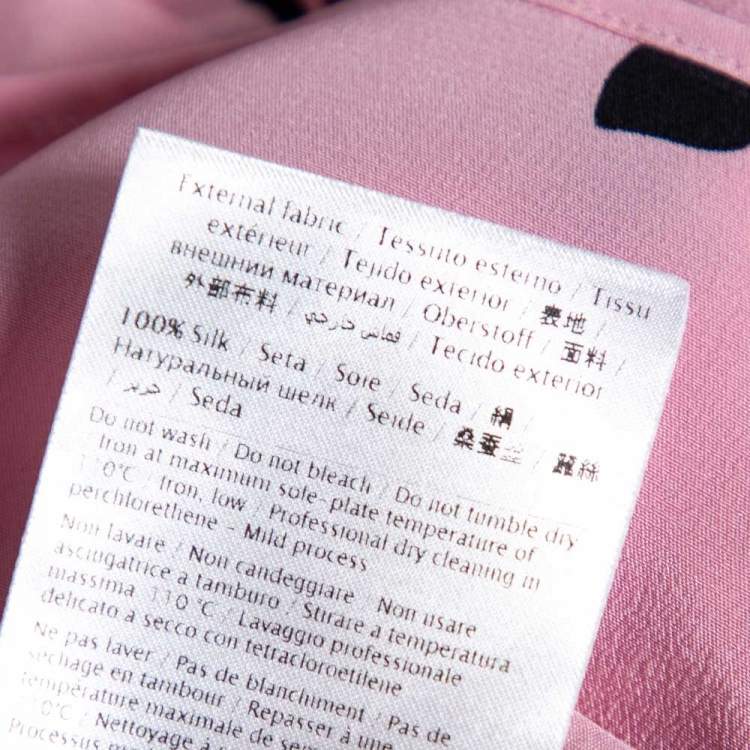 External fabric / Tessuto esterno / Tissu
extérieur / Tejido exterior / 表地 /
внешний материал / Oberstoff / 面料 /
外部布料 / قماش خارجي / Tecido exterior
100% Silk / Seta / Soie / Seda / 絹 /
Натуральный шелк / Seide / 桑蚕丝 / 蠶絲
/ حرير / Seda
Do not wash / Do not bleach / Do not tumble dry
/ Iron at maximum sole-plate temperature of
110°C / Iron, low / Professional dry cleaning in
perchlorethene - Mild process
Non lavare / Non candeggiare / Non usare
asciugatrice a tamburo / Stirare a temperatura
massima 110°C / Lavaggio professionale
delicato a secco con tetracloroetilene
Ne pas laver / Pas de blanchiment / Pas de
séchage en tambour / Repasser à une
température maximale de
110°C / Nettoyage à
Processus